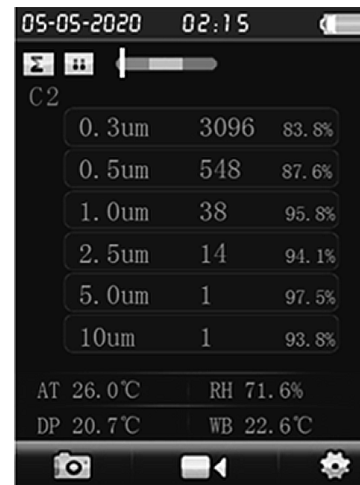 05-05-2020 02:15
Σ
C2
0.3um 3096 83.8%
0.5um 548 87.6%
1.0um 38 95.8%
2.5um 14 94.1%
5.0um 1 97.5%
10um 1 93.8%
AT 26.0℃ RH 71.6%
DP 20.7℃ WB 22.6℃